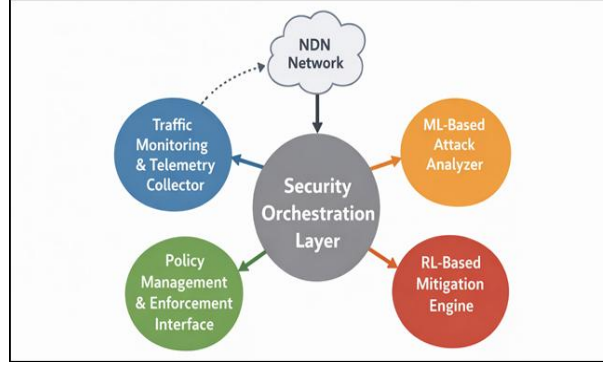 NDN
Network
Traffic
Monitoring
& Telemetry
Collector
ML-Based
Attack
Analyzer
Security
Orchestration
Layer
Policy
Management
& Enforcement
Interface
RL-Based
Mitigation
Engine